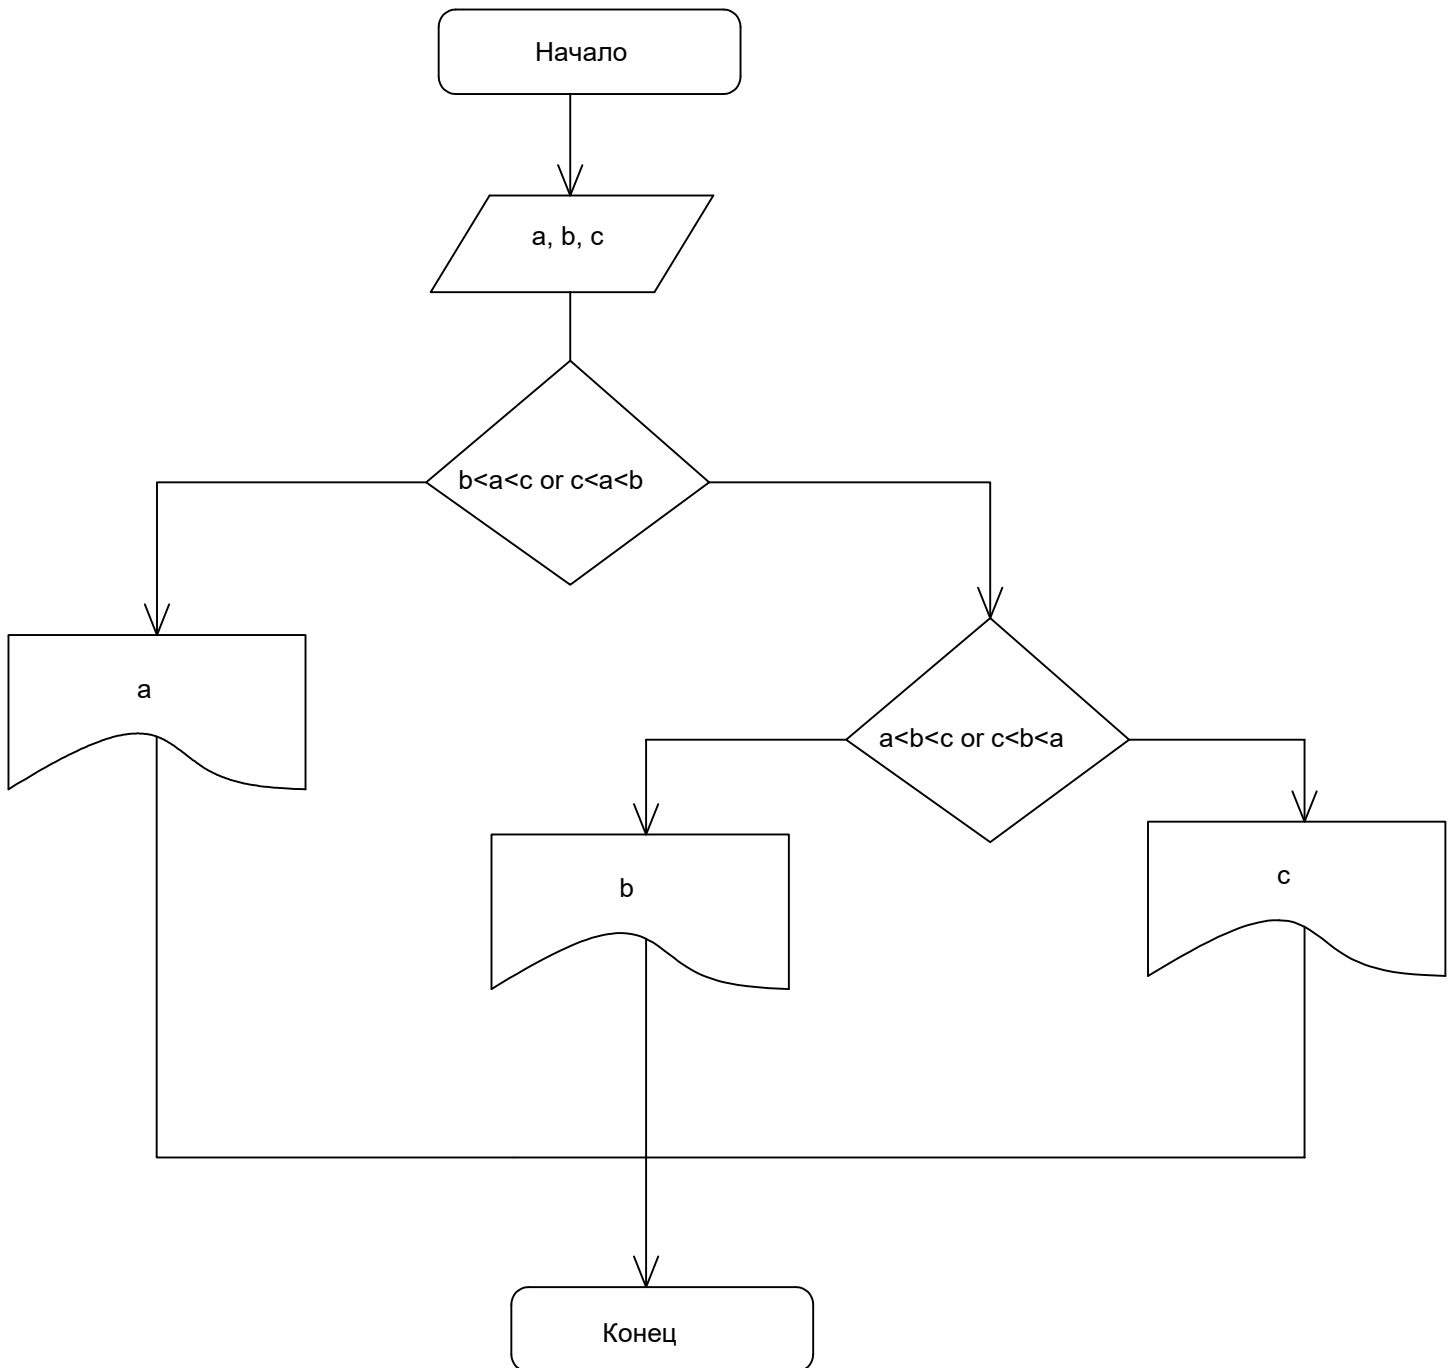 Начало
a, b, c
b<a<c or c<a<b
a
a<b<c or c<b<a
b
c
Конец